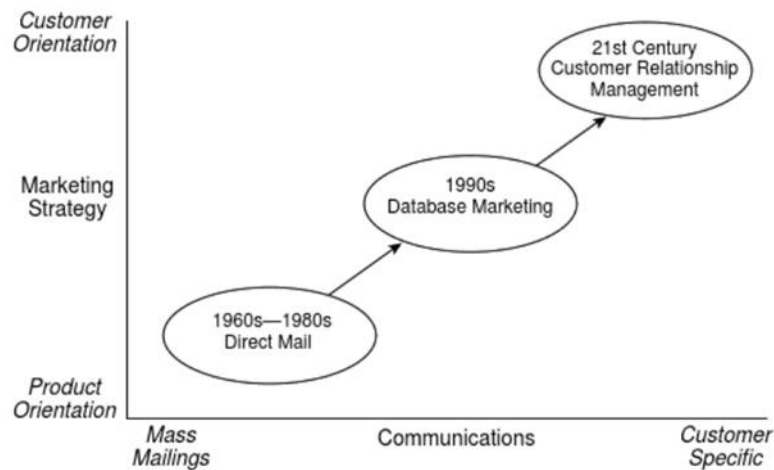 Customer
Orientation
21st Century
Customer Relationship
Management
Marketing
Strategy
1990s
Database Marketing
1960s—1980s
Direct Mail
Product
Orientation
Mass
Mailings
Communications
Customer
Specific